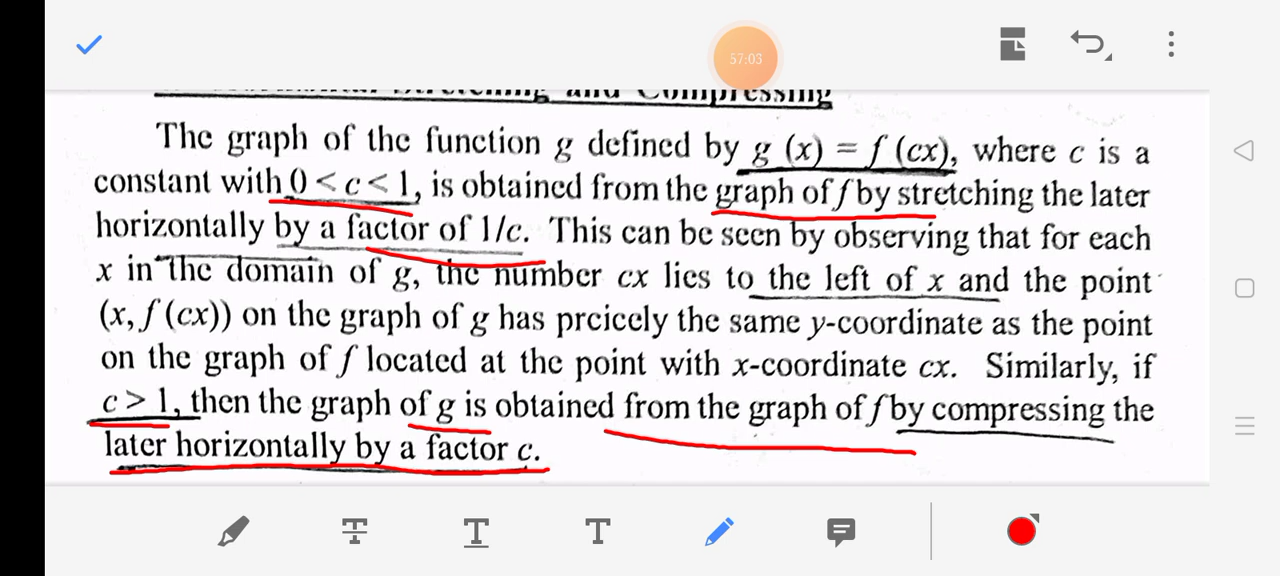 57:03
and Compressing
The graph of the function g defined by g (x) = f (cx), where c is a
constant with 0 < c < 1, is obtained from the graph of f by stretching the later
horizontally by a factor of 1/c. This can be seen by observing that for each
x in the domain of g, the number cx lies to the left of x and the point
(x, f (cx)) on the graph of g has prcicely the same y-coordinate as the point
on the graph of f located at the point with x-coordinate cx. Similarly, if
c > 1, then the graph of g is obtained from the graph of f by compressing the
later horizontally by a factor c.
T
T
T